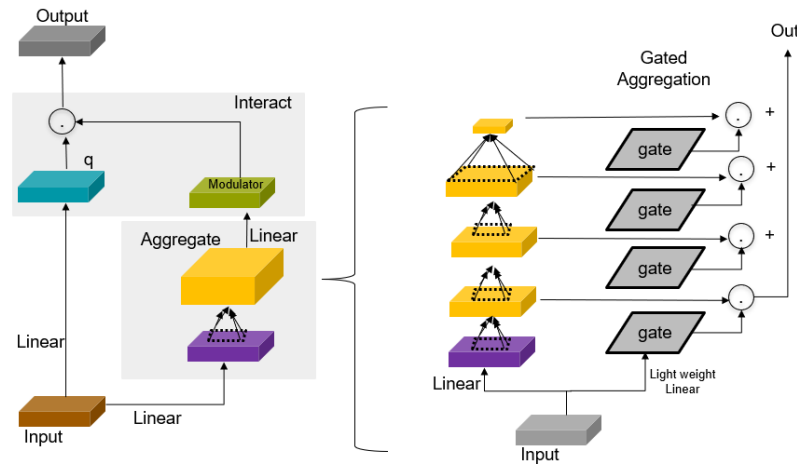 Output
Interact
.
q
Modulator
Aggregate
Linear
Linear
Linear
Input
Out
Gated
Aggregation
.
+
gate
.
+
gate
.
+
gate
.
gate
Linear
Light weight
Linear
Input